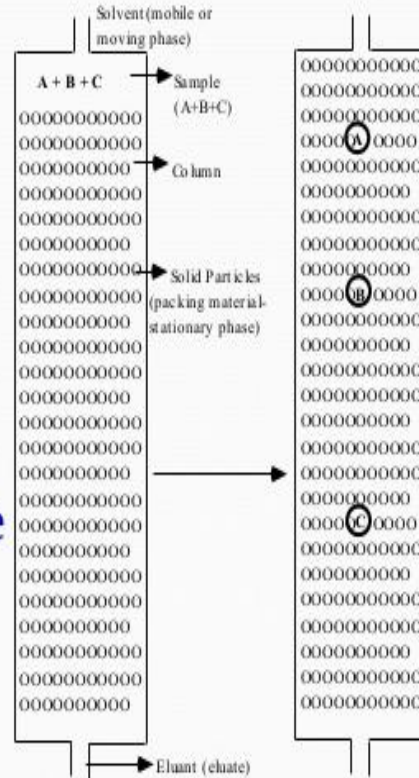 Solvent (mobile or
moving phase)
A + B + C
Sample
(A+B+C)
Column
Solid Particles
(packing material-
stationary phase)
e
Eluant (eluate)
A
B
C